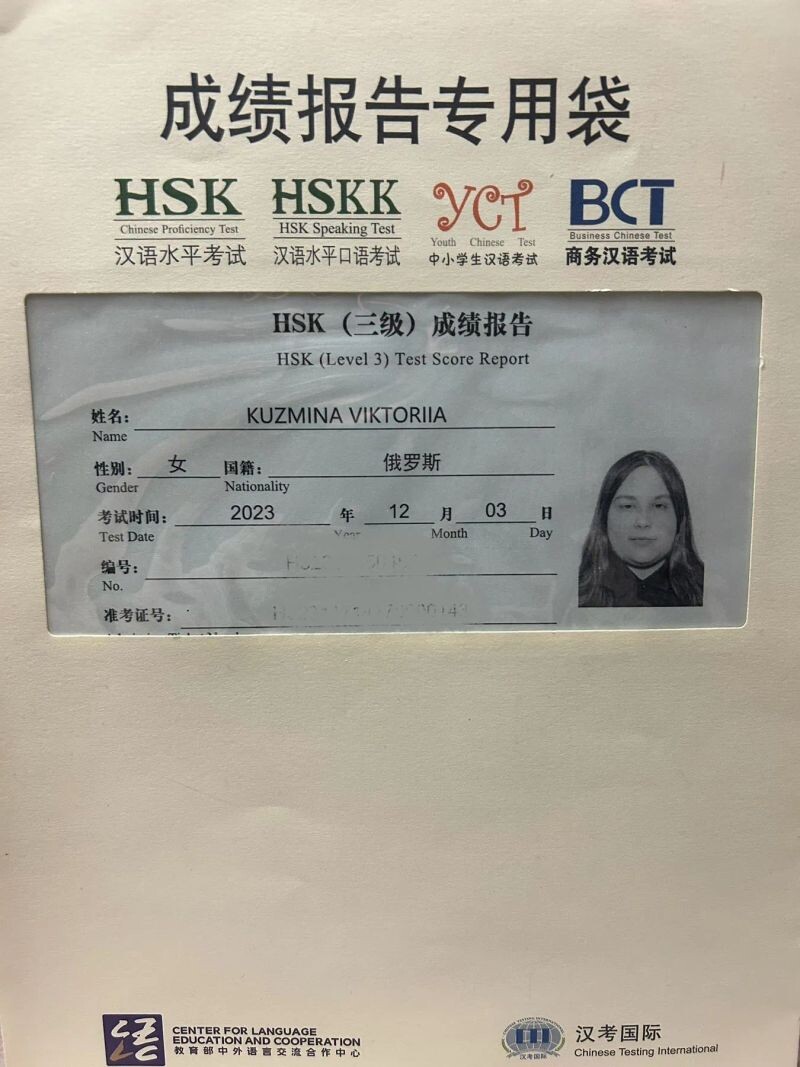 成绩报告专用袋
HSK HSKK YCT BCT
Chinese Proficiency Test HSK Speaking Test Youth Chinese Test Business Chinese Test
汉语水平考试 汉语水平口语考试 中小学生汉语考试 商务汉语考试
HSK（三级）成绩报告
HSK (Level 3) Test Score Report
姓名： KUZMINA VIKTORIIA
Name
性别： 女 国籍： 俄罗斯
Gender Nationality
考试时间： 2023 年 12 月 03 日
Test Date Year Month Day
编号：
No.
准考证号：
CENTER FOR LANGUAGE
EDUCATION AND COOPERATION
教育部中外语言交流合作中心
汉考国际
Chinese Testing International
汉考国际